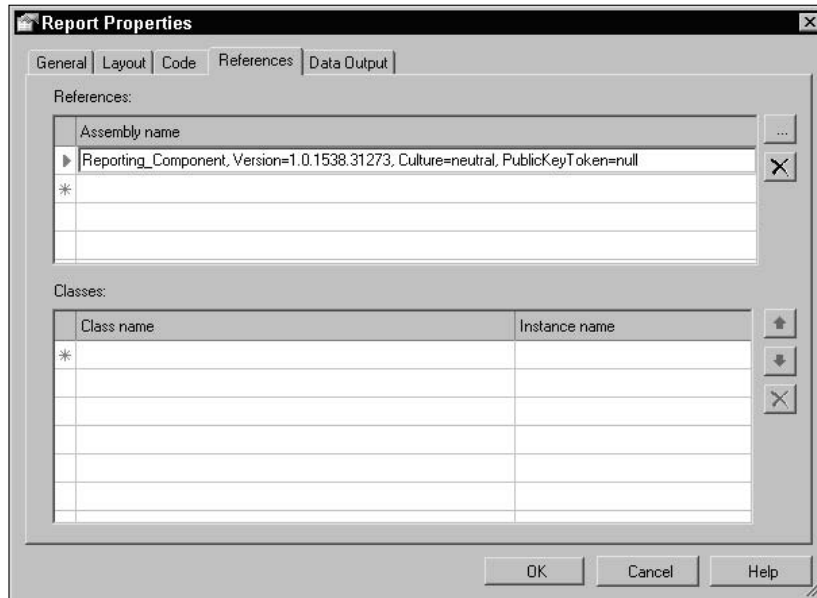 Report Properties
General Layout Code References Data Output
References:
Assembly name
...
Reporting_Component, Version=1.0.1538.31273, Culture=neutral, PublicKeyToken=null
Classes:
Class name Instance name
OK Cancel Help